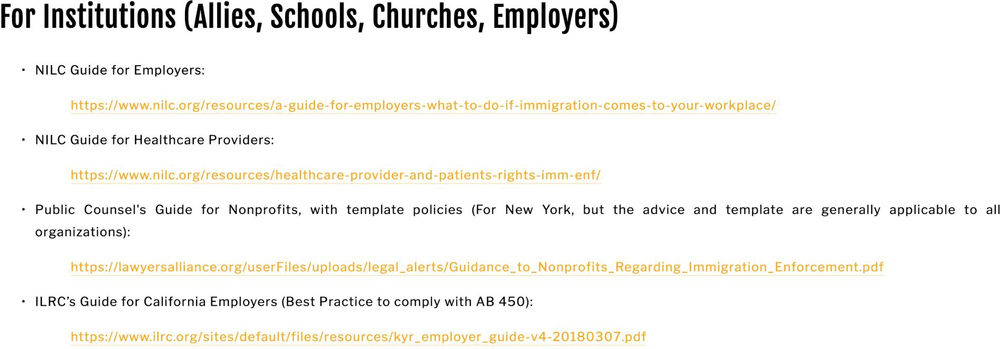 For Institutions (Allies, Schools, Churches, Employers)
• NILC Guide for Employers:
https://www.nilc.org/resources/a-guide-for-employers-what-to-do-if-immigration-comes-to-your-workplace/
• NILC Guide for Healthcare Providers:
https://www.nilc.org/resources/healthcare-provider-and-patients-rights-imm-enf/
• Public Counsel's Guide for Nonprofits, with template policies (For New York, but the advice and template are generally applicable to all
organizations):
https://lawyersalliance.org/userFiles/uploads/legal_alerts/Guidance_to_Nonprofits_Regarding_Immigration_Enforcement.pdf
• ILRC’s Guide for California Employers (Best Practice to comply with AB 450):
https://www.ilrc.org/sites/default/files/resources/kyr_employer_guide-v4-20180307.pdf